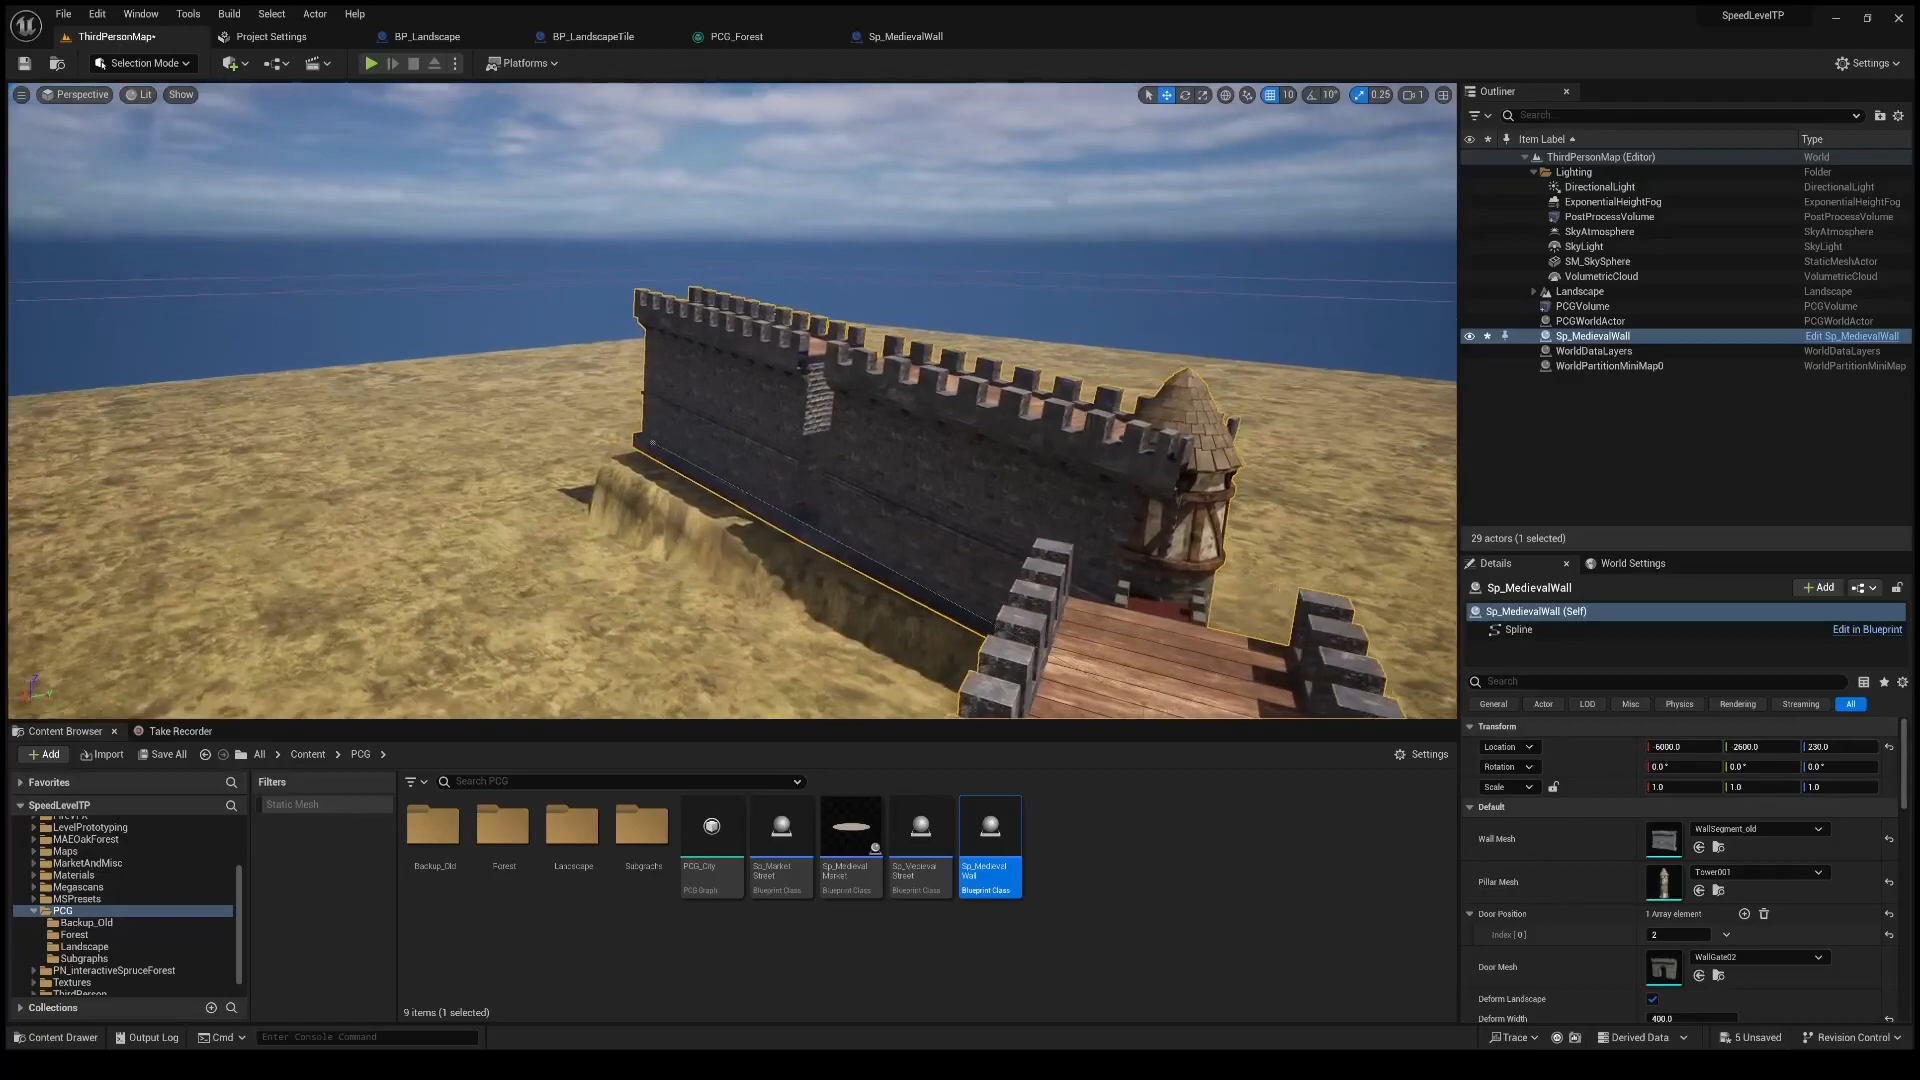 File Edit Window Tools Build Select Actor Help
SpeedLevelTP
ThirdPersonMap*
Project Settings
BP_Landscape
BP_LandscapeTile
PCG_Forest
Sp_MedievalWall
Selection Mode
Platforms
Settings
Perspective
Lit
Show
10
10°
0.25
1
Outliner
Search...
Item Label
Type
ThirdPersonMap (Editor) World
Lighting Folder
DirectionalLight DirectionalLight
ExponentialHeightFog ExponentialHeightFog
PostProcessVolume PostProcessVolume
SkyAtmosphere SkyAtmosphere
SkyLight SkyLight
SM_SkySphere StaticMeshActor
VolumetricCloud VolumetricCloud
Landscape Landscape
PCGVolume PCGVolume
PCGWorldActor PCGWorldActor
Sp_MedievalWall Edit Sp_MedievalWall
WorldDataLayers WorldDataLayers
WorldPartitionMiniMap0 WorldPartitionMiniMap
29 actors (1 selected)
Details
World Settings
Sp_MedievalWall
Add
Sp_MedievalWall (Self)
Spline
Edit in Blueprint
Search
General Actor LOD Misc Physics Rendering Streaming All
Transform
Location -6000.0 -2600.0 230.0
Rotation 0.0° 0.0° 0.0°
Scale 1.0 1.0 1.0
Default
Wall Mesh
WallSegment_old
Pillar Mesh
Tower001
Door Position 1 Array element
Index [ 0 ] 2
Door Mesh
WallGate02
Deform Landscape
Deform Width 400.0
Content Browser
Take Recorder
Add Import Save All All Content PCG
Settings
Favorites
Filters
Search PCG
SpeedLevelTP
Static Mesh
LevelPrototyping
MAEOakForest
Maps
MarketAndMisc
Materials
Megascans
MSPresets
PCG
Backup_Old
Forest
Landscape
Subgraphs
PN_interactiveSpruceForest
Textures
ThirdPerson
Collections
Backup_Old
Forest
Landscape
Subgraphs
PCG_City
PCG Graph
Sp_Market
Street
Blueprint Class
Sp_Medieval
Market
Blueprint Class
Sp_Medieval
Street
Blueprint Class
Sp_Medieval
Wall
Blueprint Class
9 items (1 selected)
Content Drawer
Output Log
Cmd
Enter Console Command
Trace
Derived Data
5 Unsaved
Revision Control